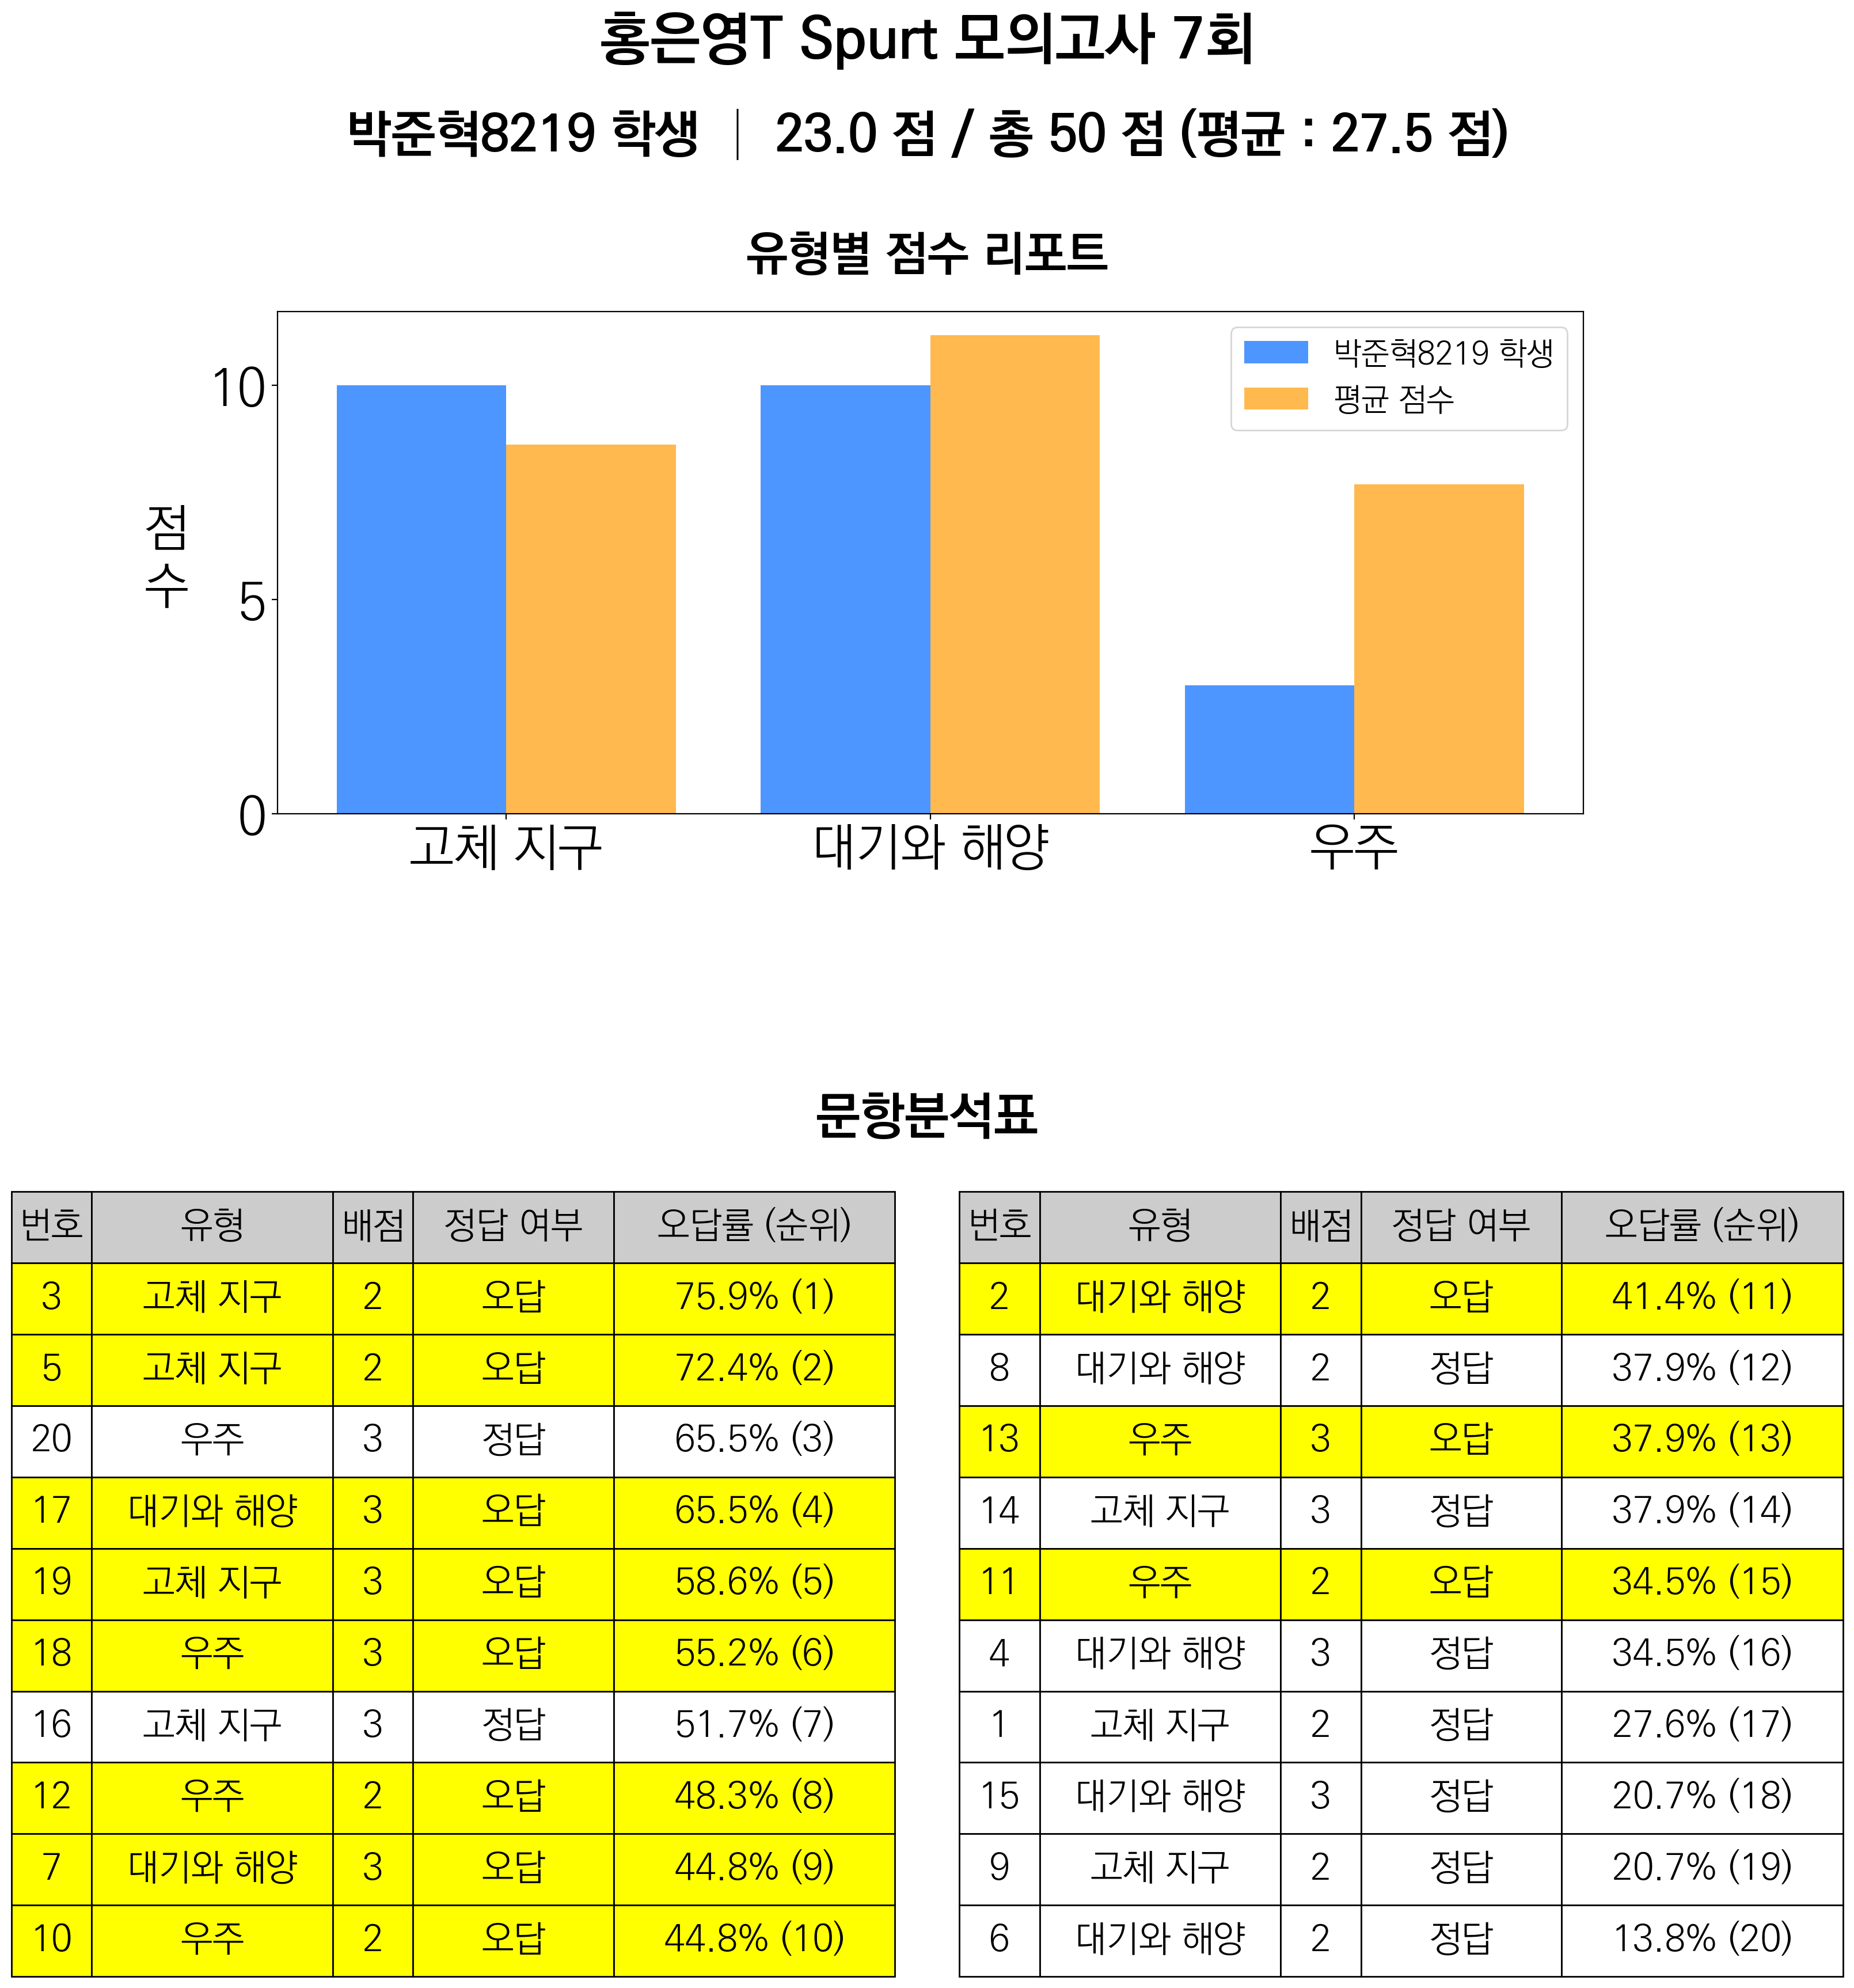 홍은영T Spurt 모의고사 7회
박준혁8219 학생 | 23.0 점 / 총 50 점 (평균 : 27.5 점)
유형별 점수 리포트
박준혁8219 학생
평균 점수
점
수
10
5
0
고체 지구 대기와 해양 우주
문항분석표
번호 유형 배점 정답 여부 오답률 (순위)
3 고체 지구 2 오답 75.9% (1)
5 고체 지구 2 오답 72.4% (2)
20 우주 3 정답 65.5% (3)
17 대기와 해양 3 오답 65.5% (4)
19 고체 지구 3 오답 58.6% (5)
18 우주 3 오답 55.2% (6)
16 고체 지구 3 정답 51.7% (7)
12 우주 2 오답 48.3% (8)
7 대기와 해양 3 오답 44.8% (9)
10 우주 2 오답 44.8% (10)
번호 유형 배점 정답 여부 오답률 (순위)
2 대기와 해양 2 오답 41.4% (11)
8 대기와 해양 2 정답 37.9% (12)
13 우주 3 오답 37.9% (13)
14 고체 지구 3 정답 37.9% (14)
11 우주 2 오답 34.5% (15)
4 대기와 해양 3 정답 34.5% (16)
1 고체 지구 2 정답 27.6% (17)
15 대기와 해양 3 정답 20.7% (18)
9 고체 지구 2 정답 20.7% (19)
6 대기와 해양 2 정답 13.8% (20)